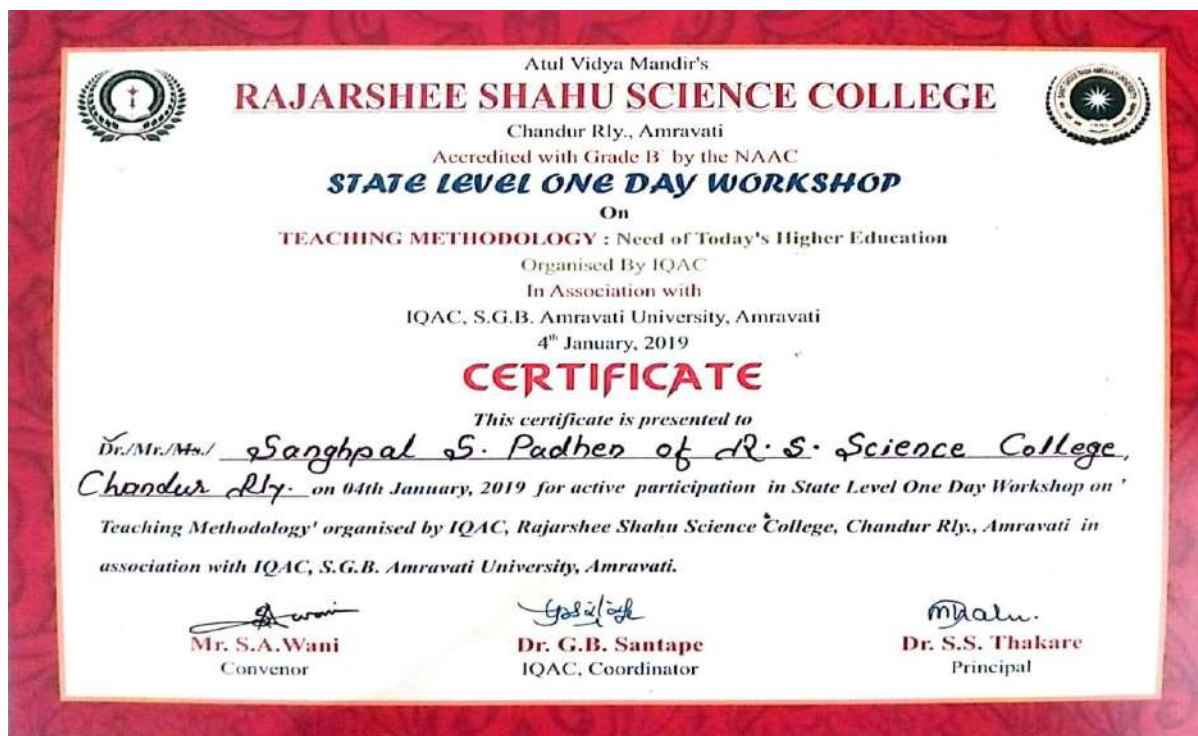 Atul Vidya Mandir's
RAJARSHEE SHAHU SCIENCE COLLEGE
Chandur Rly., Amravati
Accredited with Grade B by the NAAC
STATE LEVEL ONE DAY WORKSHOP
On
TEACHING METHODOLOGY : Need of Today's Higher Education
Organised By IQAC
In Association with
IQAC, S.G.B. Amravati University, Amravati
4th January, 2019
CERTIFICATE
This certificate is presented to
Dr./Mr./Ms./ Sanghpal S. Padhen of R. S. Science College,
Chandur Rly. on 04th January, 2019 for active participation in State Level One Day Workshop on '
Teaching Methodology' organised by IQAC, Rajarshee Shahu Science College, Chandur Rly., Amravati in
association with IQAC, S.G.B. Amravati University, Amravati.
Mr. S.A.Wani Dr. G.B. Santape Dr. S.S. Thakare
Convenor IQAC, Coordinator Principal